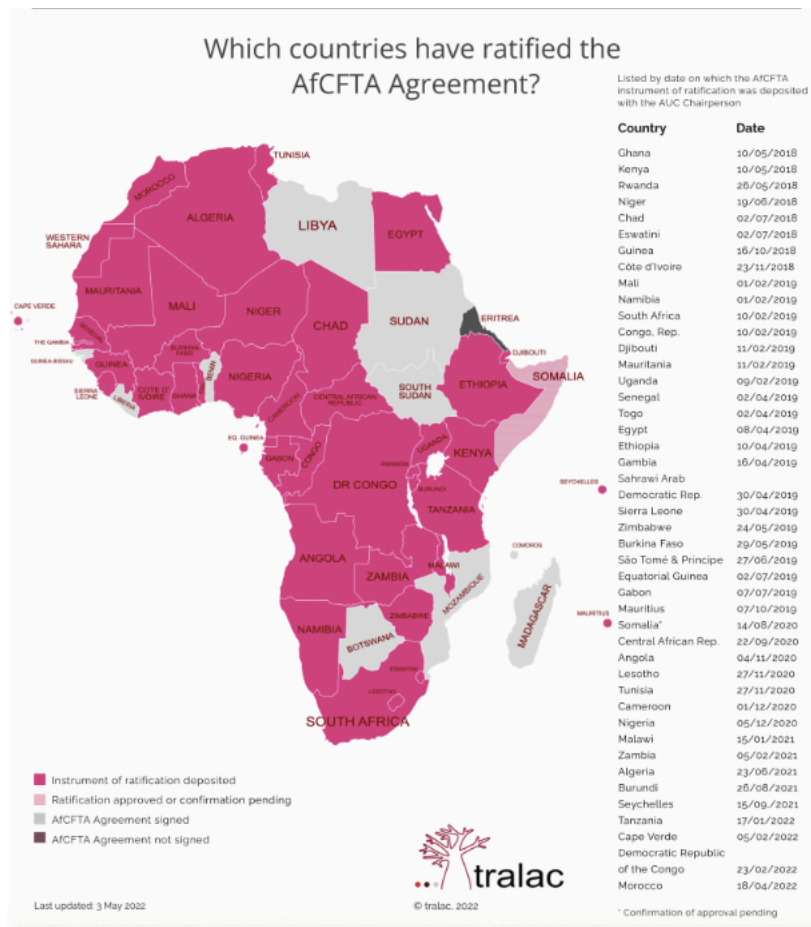 Which countries have ratified the
AfCFTA Agreement?
Listed by date on which the AfCFTA
instrument of ratification was deposited
with the AUC Chairperson
Country Date
Ghana 10/05/2018
Kenya 10/05/2018
Rwanda 26/05/2018
Niger 19/06/2018
Chad 02/07/2018
Eswatini 02/07/2018
Guinea 16/10/2018
Côte d'Ivoire 23/11/2018
Mali 01/02/2019
Namibia 01/02/2019
South Africa 10/02/2019
Congo, Rep. 10/02/2019
Djibouti 11/02/2019
Mauritania 11/02/2019
Uganda 09/02/2019
Senegal 02/04/2019
Togo 02/04/2019
Egypt 08/04/2019
Ethiopia 10/04/2019
Gambia 16/04/2019
Sahrawi Arab
Democratic Rep. 30/04/2019
Sierra Leone 30/04/2019
Zimbabwe 24/05/2019
Burkina Faso 29/05/2019
São Tomé & Príncipe 27/06/2019
Equatorial Guinea 02/07/2019
Gabon 07/07/2019
Mauritius 07/10/2019
Somalia* 14/08/2020
Central African Rep. 22/09/2020
Angola 04/11/2020
Lesotho 27/11/2020
Tunisia 27/11/2020
Cameroon 01/12/2020
Nigeria 05/12/2020
Malawi 15/01/2021
Zambia 05/02/2021
Algeria 23/06/2021
Burundi 26/08/2021
Seychelles 15/09./2021
Tanzania 17/01/2022
Cape Verde 05/02/2022
Democratic Republic
of the Congo 23/02/2022
Morocco 18/04/2022
* Confirmation of approval pending
TUNISIA
MOROCCO
ALGERIA
LIBYA
EGYPT
WESTERN
SAHARA
MAURITANIA
MALI
NIGER
CHAD
SUDAN
ERITREA
CAPE VERDE
SENEGAL
THE GAMBIA
GUINEA-BISSAU
GUINEA
BURKINA
FASO
BENIN
NIGERIA
DJIBOUTI
SOMALIA
ETHIOPIA
SOUTH
SUDAN
SIERRA
LEONE
LIBERIA
COTE D'
IVOIRE
GHANA
CENTRAL AFRICAN
REPUBLIC
CAMEROON
EQ. GUINEA
GABON
CONGO
UGANDA
KENYA
RWANDA
BURUNDI
DR CONGO
TANZANIA
SEYCHELLES
COMOROS
ANGOLA
ZAMBIA
MALAWI
MOZAMBIQUE
MADAGASCAR
MAURITIUS
ZIMBABWE
NAMIBIA
BOTSWANA
ESWATINI
LESOTHO
SOUTH AFRICA
Instrument of ratification deposited
Ratification approved or confirmation pending
AfCFTA Agreement signed
AfCFTA Agreement not signed
tralac
Last updated: 3 May 2022
© tralac, 2022